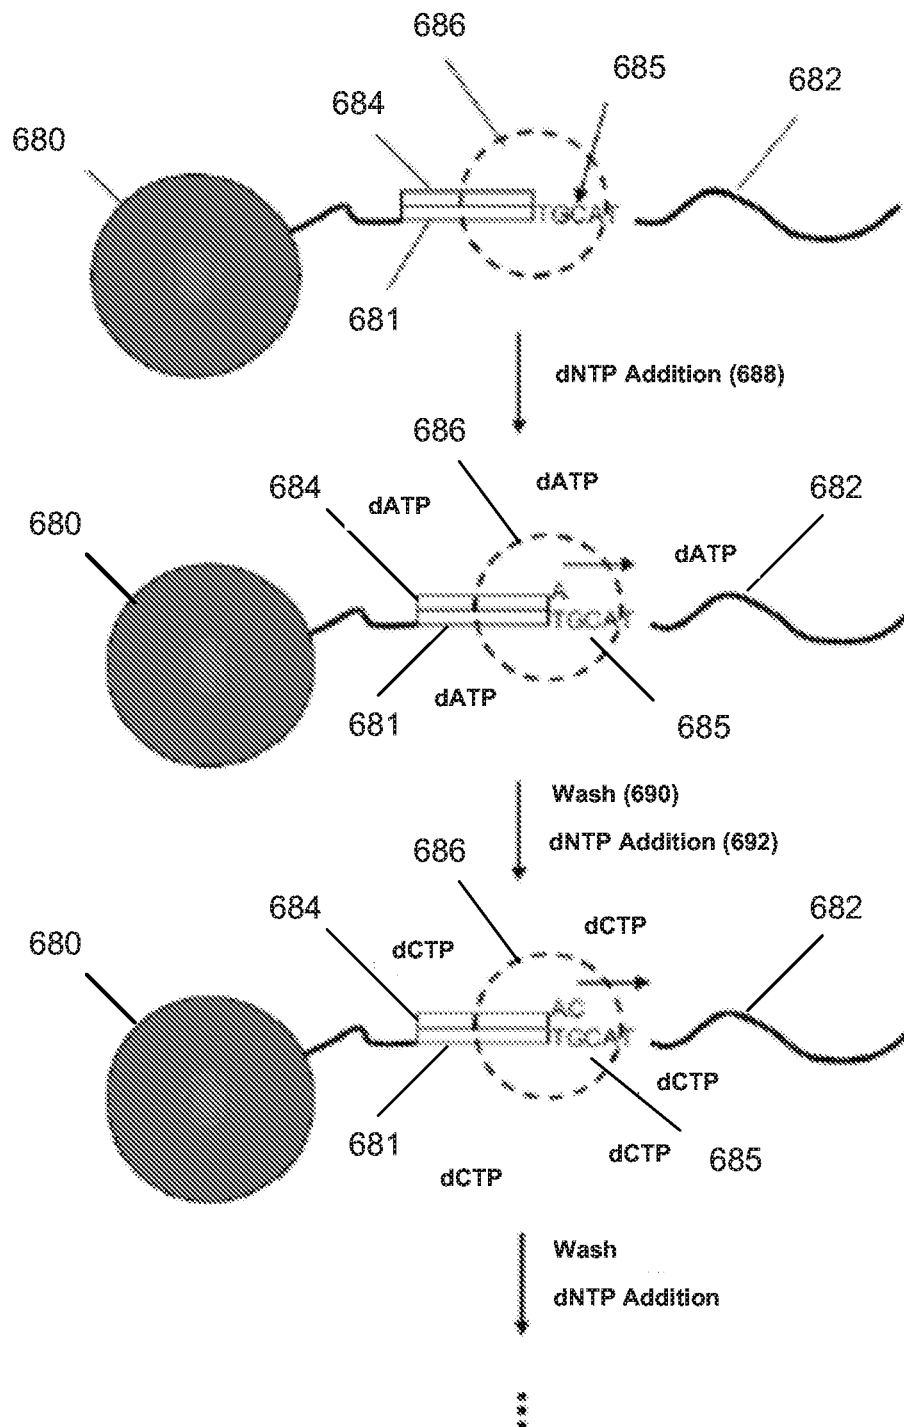 686
685
682
684
680
TGCAT
681
dNTP Addition (688)
686
dATP
684
dATP
682
680
dATP
A
TGCAT
dATP
681
685
Wash (690)
dNTP Addition (692)
686
684
dCTP
682
680
dCTP
AC
TGCAT
dCTP
681
dCTP
685
dCTP
Wash
dNTP Addition